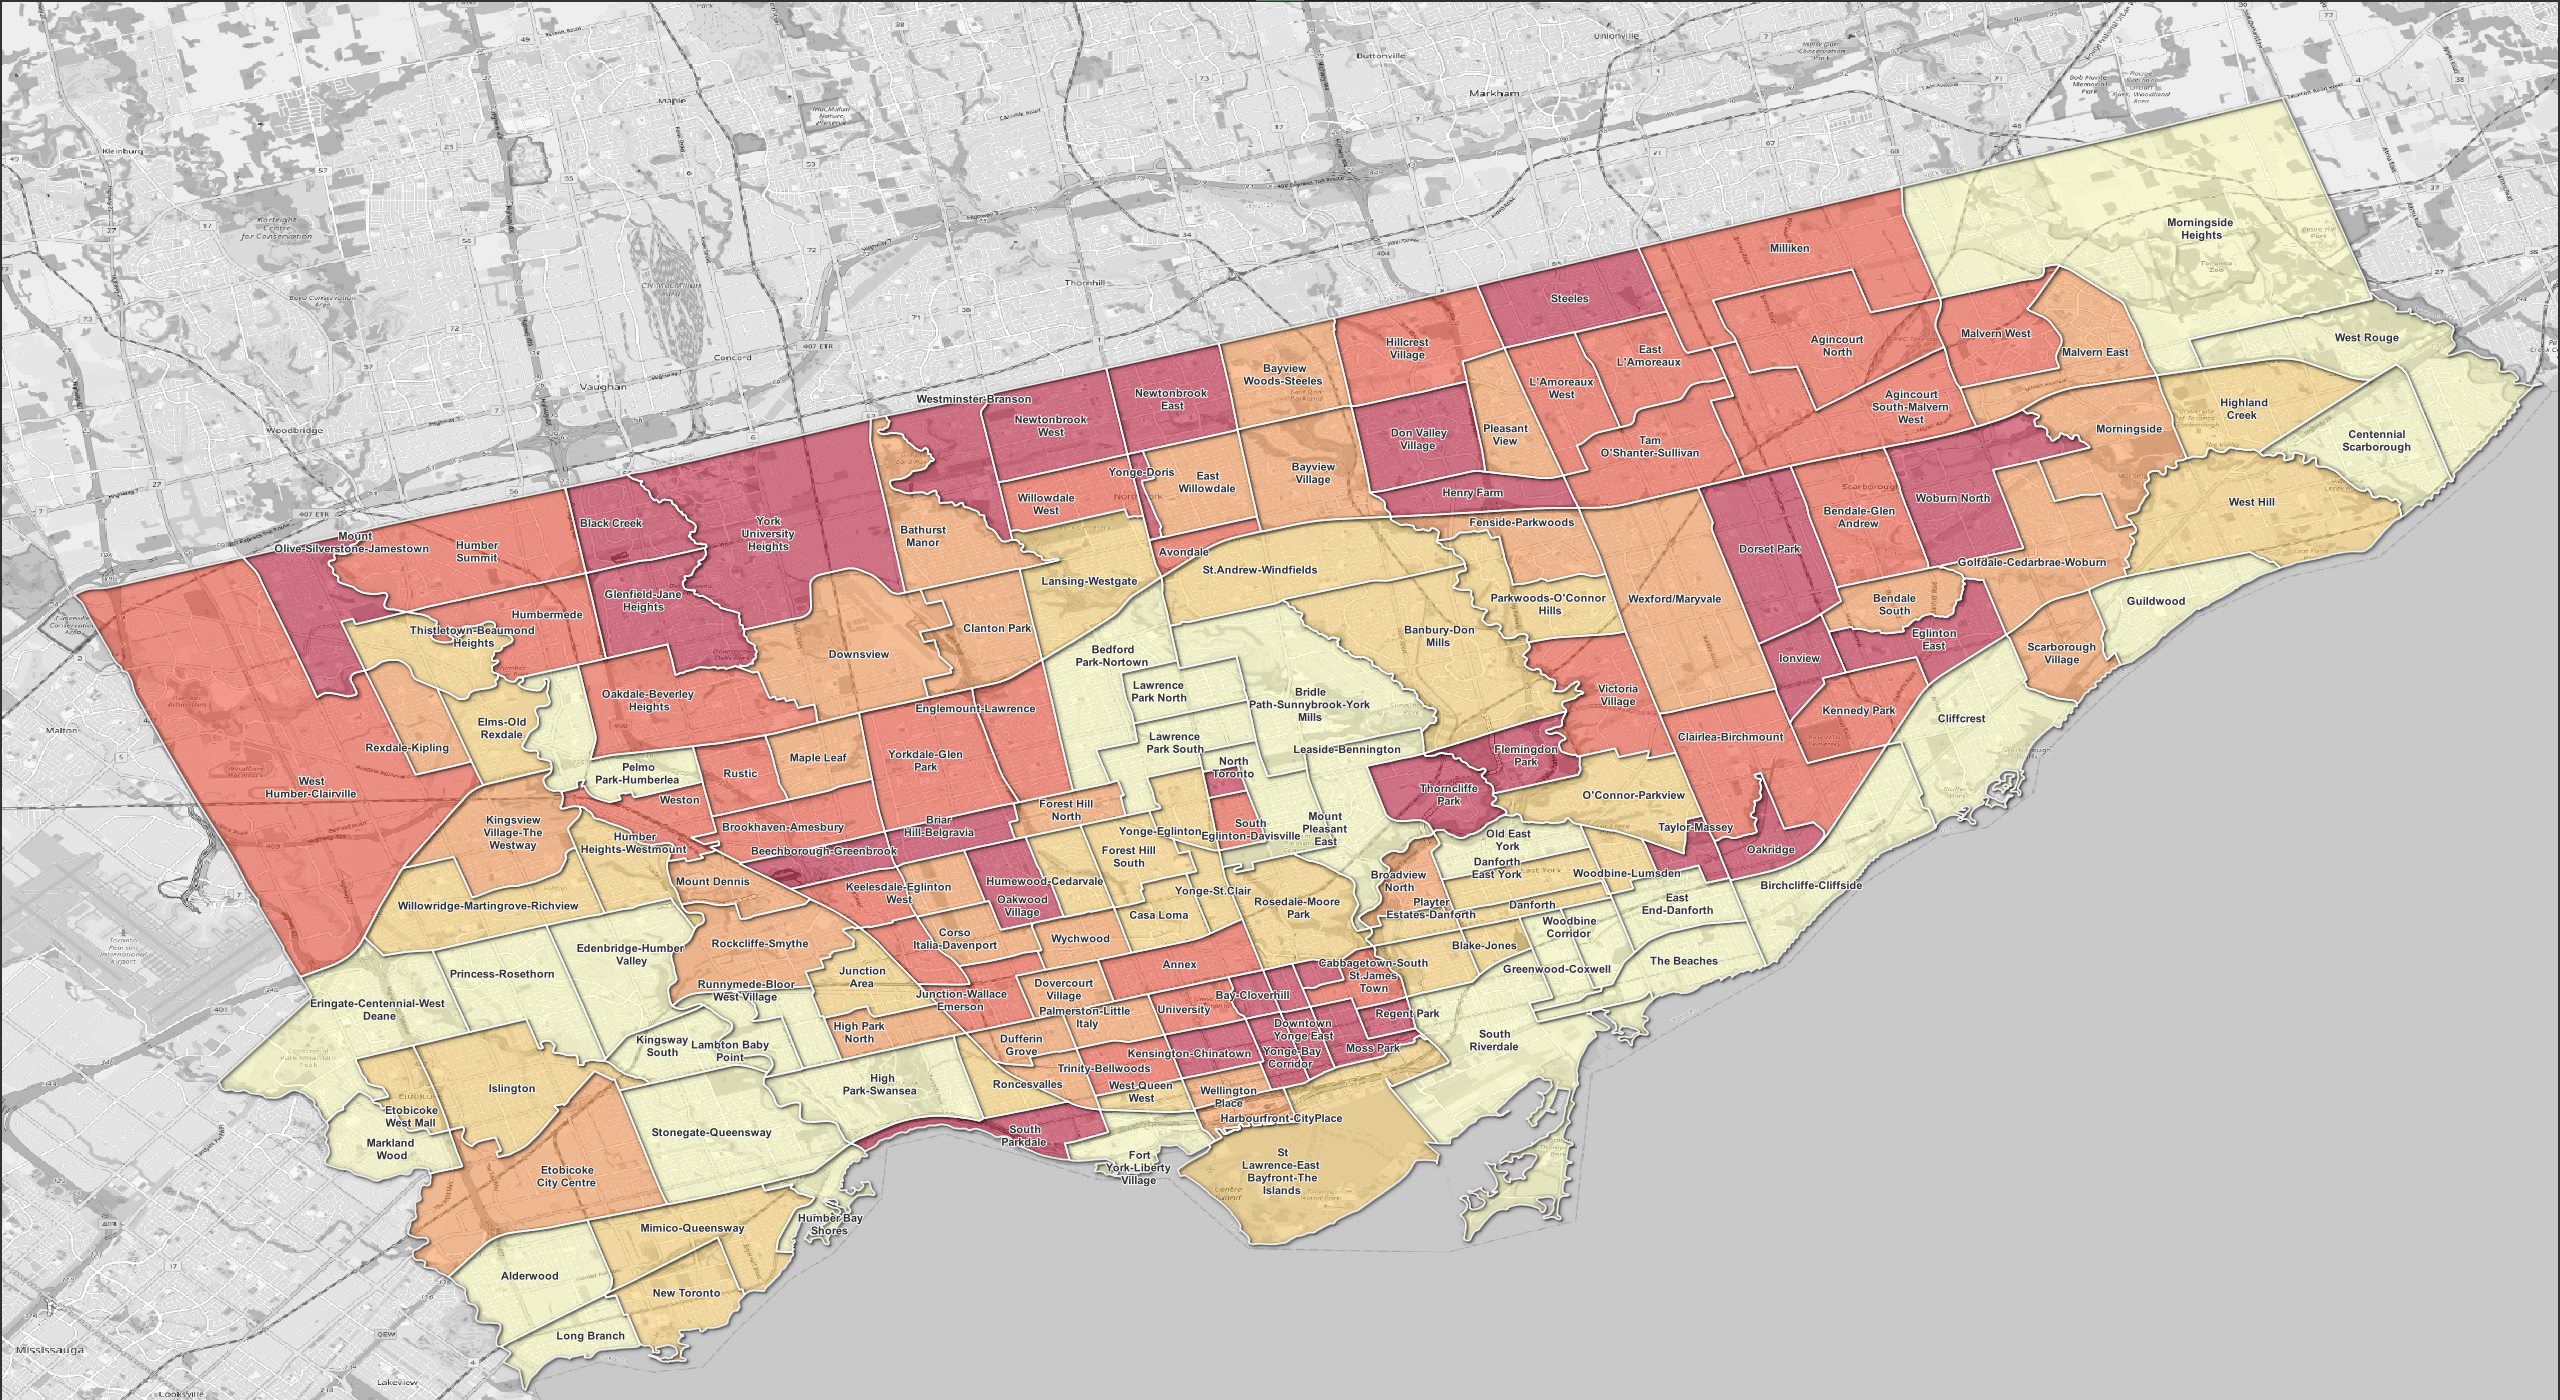 Kleinburg
Maple
Buttonville
Unionville
Markham
Thornhill
Concord
Vaughan
Woodbridge
Malton
Mississauga
Lakeview
407 ETR
407 ETR
QEW
Morningside
Heights
Milliken
Steeles
Hillcrest
Village
Agincourt
North
Malvern West
Malvern East
West Rouge
East
L'Amoreaux
L'Amoreaux
West
Bayview
Woods-Steeles
Newtonbrook
East
Westminster-Branson
Newtonbrook
West
Don Valley
Village
Pleasant
View
Agincourt
South-Malvern
West
Tam
O'Shanter-Sullivan
Morningside
Highland
Creek
Centennial
Scarborough
Yonge-Doris
East
Willowdale
Bayview
Village
Willowdale
West
Henry Farm
Woburn North
West Hill
Bendale-Glen
Andrew
Fenside-Parkwoods
Black Creek
York
University
Heights
Bathurst
Manor
Avondale
St.Andrew-Windfields
Lansing-Westgate
Dorset Park
Golfdale-Cedarbrae-Woburn
Mount
Olive-Silverstone-Jamestown
Humber
Summit
Glenfield-Jane
Heights
Humbermede
Thistletown-Beaumond
Heights
Clanton Park
Downsview
Parkwoods-O'Connor
Hills
Wexford/Maryvale
Bendale
South
Guildwood
Banbury-Don
Mills
Eglinton
East
Ionview
Scarborough
Village
Bedford
Park-Nortown
Lawrence
Park North
Bridle
Path-Sunnybrook-York
Mills
Victoria
Village
Kennedy Park
Cliffcrest
Oakdale-Beverley
Heights
Englemount-Lawrence
Elms-Old
Rexdale
Rexdale-Kipling
Lawrence
Park South
Leaside-Bennington
Flemingdon
Park
Clairlea-Birchmount
Maple Leaf
Yorkdale-Glen
Park
Rustic
Pelmo
Park-Humberlea
North
Toronto
Thorncliffe
Park
O'Connor-Parkview
West
Humber-Clairville
Weston
Forest Hill
North
Kingsview
Village-The
Westway
Humber
Heights-Westmount
Brookhaven-Amesbury
Briar
Hill-Belgravia
Yonge-Eglinton
South
Eglinton-Davisville
Mount
Pleasant
East
Old East
York
Taylor-Massey
Oakridge
Beechborough-Greenbrook
Forest Hill
South
Danforth
East York
Woodbine-Lumsden
Birchcliffe-Cliffside
Mount Dennis
Keelesdale-Eglinton
West
Humewood-Cedarvale
Oakwood
Village
Yonge-St.Clair
Rosedale-Moore
Park
Broadview
North
Playter
Estates-Danforth
Danforth
East
End-Danforth
Willowridge-Martingrove-Richview
Casa Loma
Woodbine
Corridor
Edenbridge-Humber
Valley
Rockcliffe-Smythe
Corso
Italia-Davenport
Wychwood
Blake-Jones
Greenwood-Coxwell
The Beaches
Princess-Rosethorn
Junction
Area
Annex
Cabbagetown-South
St.James
Town
Runnymede-Bloor
West Village
Junction-Wallace
Emerson
Dovercourt
Village
Bay-Cloverhill
University
Regent Park
Eringate-Centennial-West
Deane
Palmerston-Little
Italy
High Park
North
Dufferin
Grove
Downtown
Yonge East
Moss Park
South
Riverdale
Kingsway
South
Lambton Baby
Point
Kensington-Chinatown
Yonge-Bay
Corridor
Trinity-Bellwoods
High
Park-Swansea
Roncesvalles
West Queen
West
Wellington
Place
Harbourfront-CityPlace
Islington
Etobicoke
West Mall
Markland
Wood
Stonegate-Queensway
South
Parkdale
Fort
York-Liberty
Village
St
Lawrence-East
Bayfront-The
Islands
Etobicoke
City Centre
Humber Bay
Shores
Mimico-Queensway
Alderwood
New Toronto
Long Branch